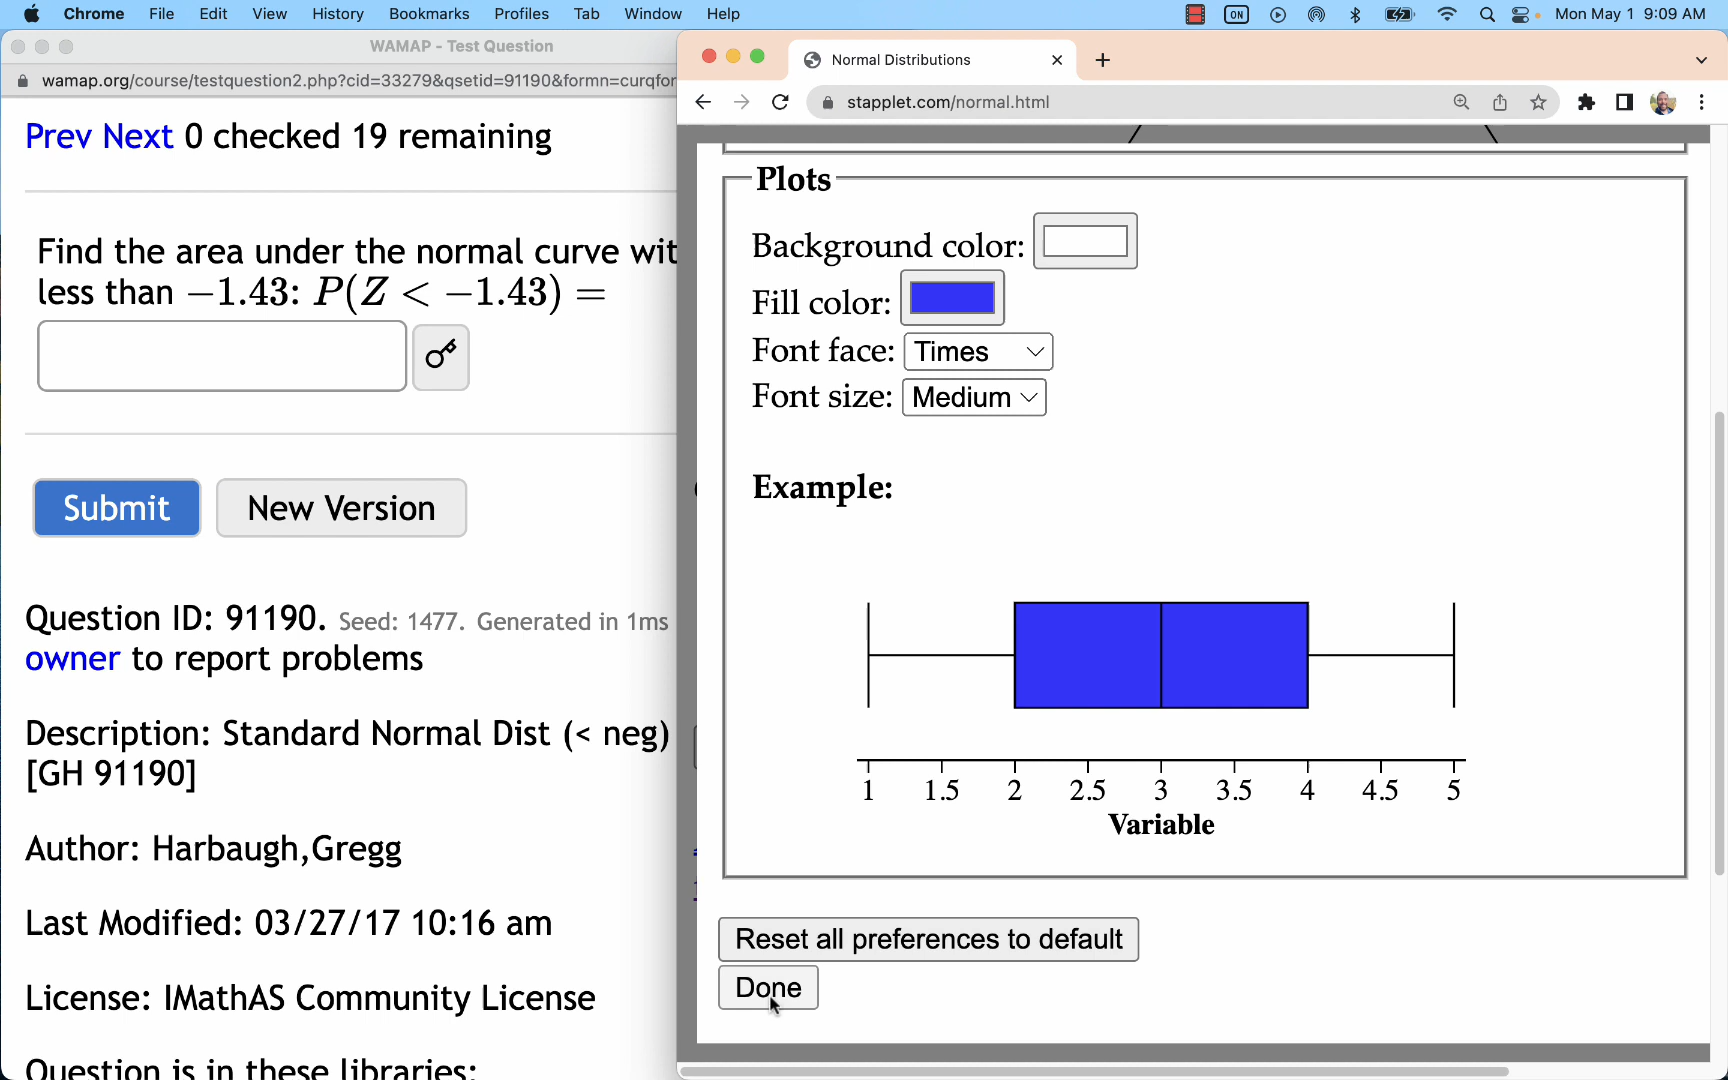 Chrome File Edit View History Bookmarks Profiles Tab Window Help ON Mon May 1 9:09 AM
WAMAP - Test Question
wamap.org/course/testquestion2.php?cid=33279&qsetid=91190&formn=curqfor
Prev Next 0 checked 19 remaining
Find the area under the normal curve wit
less than −1.43: P(Z < −1.43) =
Submit New Version
Question ID: 91190. Seed: 1477. Generated in 1ms
owner to report problems
Description: Standard Normal Dist (< neg)
[GH 91190]
Author: Harbaugh,Gregg
Last Modified: 03/27/17 10:16 am
License: IMathAS Community License
Question is in these libraries:
Normal Distributions
stapplet.com/normal.html
Plots
Background color:
Fill color:
Font face: Times
Font size: Medium
Example:
1 1.5 2 2.5 3 3.5 4 4.5 5
Variable
Reset all preferences to default
Done